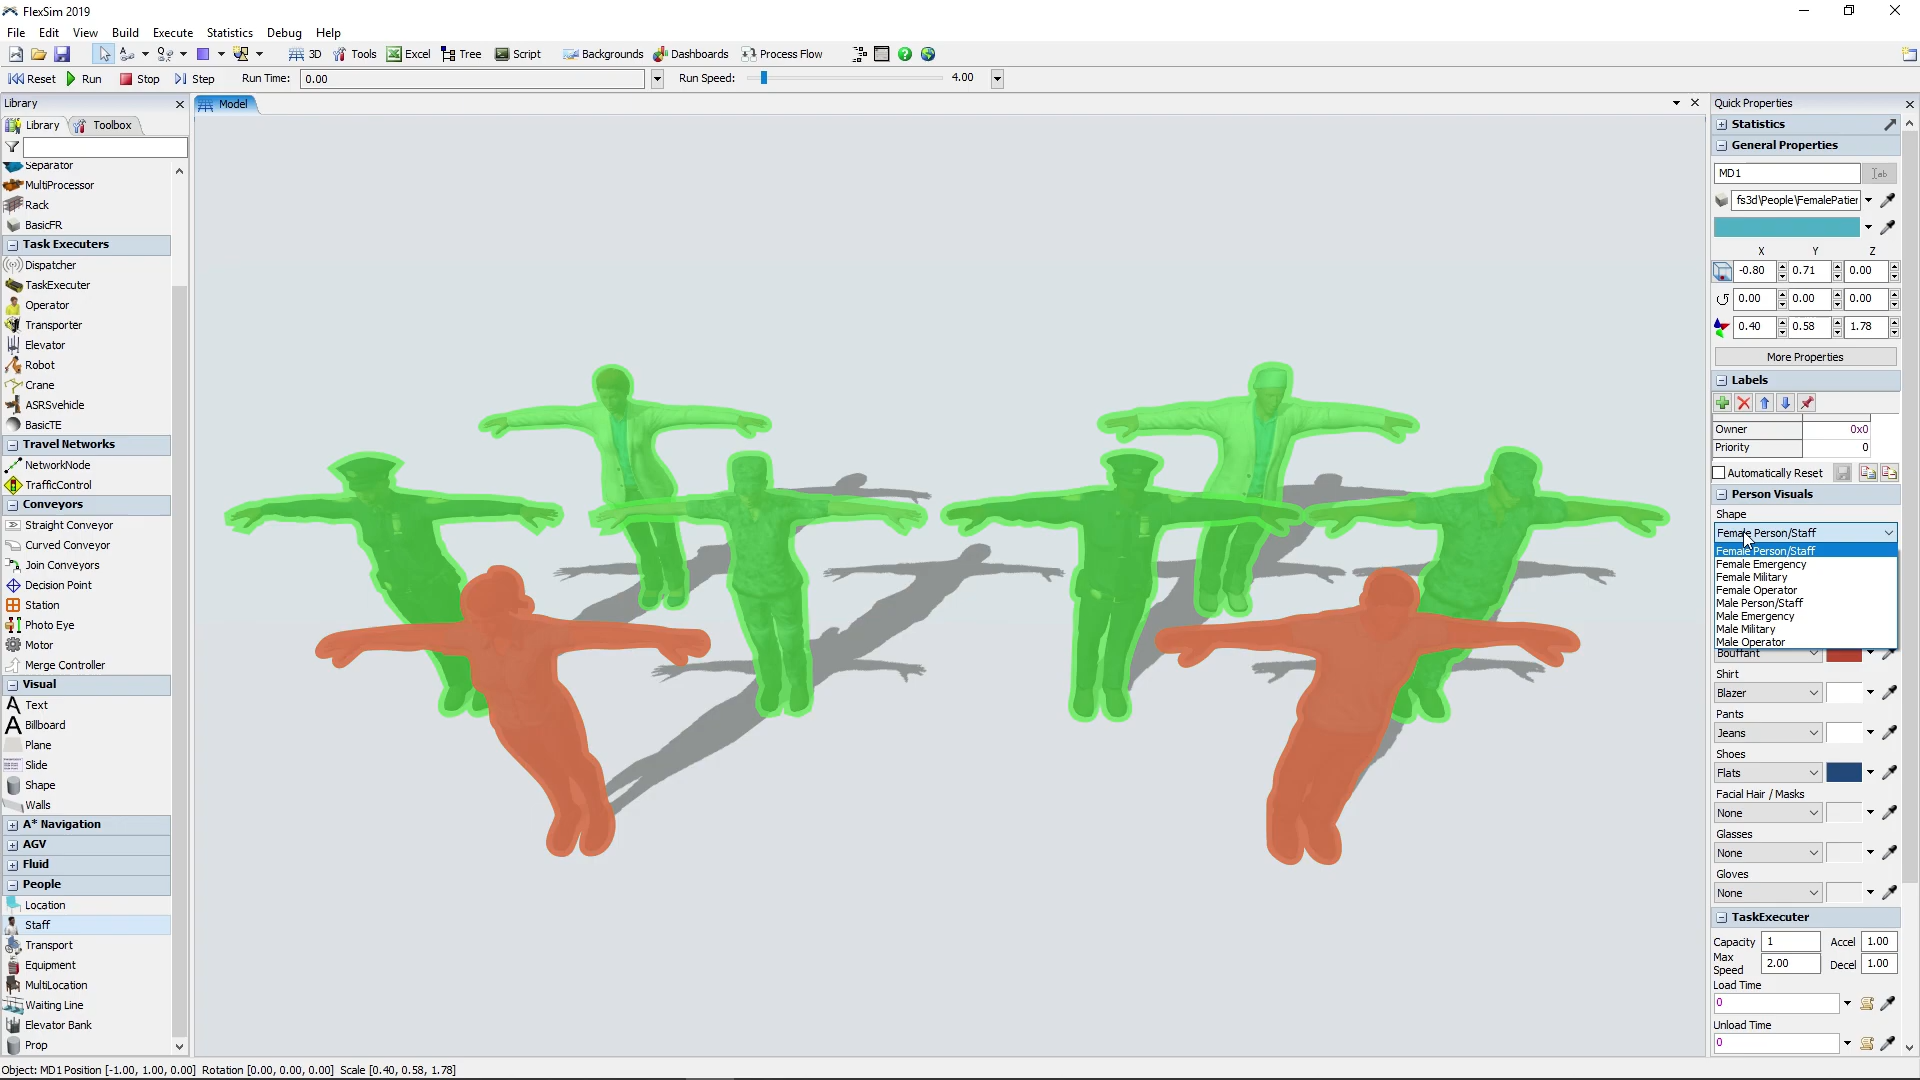 FlexSim 2019
File Edit View Build Execute Statistics Debug Help
3D Tools Excel Tree Script Backgrounds Dashboards Process Flow
Reset Run Stop Step Run Time: 0.00 Run Speed: 4.00
Library
Library Toolbox
Separator
MultiProcessor
Rack
BasicFR
Task Executers
Dispatcher
TaskExecuter
Operator
Transporter
Elevator
Robot
Crane
ASRSvehicle
BasicTE
Travel Networks
NetworkNode
TrafficControl
Conveyors
Straight Conveyor
Curved Conveyor
Join Conveyors
Decision Point
Station
Photo Eye
Motor
Merge Controller
Visual
Text
Billboard
Plane
Slide
Shape
Walls
A* Navigation
AGV
Fluid
People
Location
Staff
Transport
Equipment
MultiLocation
Waiting Line
Elevator Bank
Prop
Model
Quick Properties
Statistics
General Properties
MD1
fs3d\People\FemalePatier
X Y Z
-0.80 0.71 0.00
0.00 0.00 0.00
0.40 0.58 1.78
More Properties
Labels
Owner 0x0
Priority 0
Automatically Reset
Person Visuals
Shape
Female Person/Staff
Female Person/Staff
Female Emergency
Female Military
Female Operator
Male Person/Staff
Male Emergency
Male Military
Male Operator
Bouffant
Shirt
Blazer
Pants
Jeans
Shoes
Flats
Facial Hair / Masks
None
Glasses
None
Gloves
None
TaskExecuter
Capacity 1 Accel 1.00
Max Speed 2.00 Decel 1.00
Load Time
0
Unload Time
0
Object: MD1 Position [-1.00, 1.00, 0.00] Rotation [0.00, 0.00, 0.00] Scale [0.40, 0.58, 1.78]